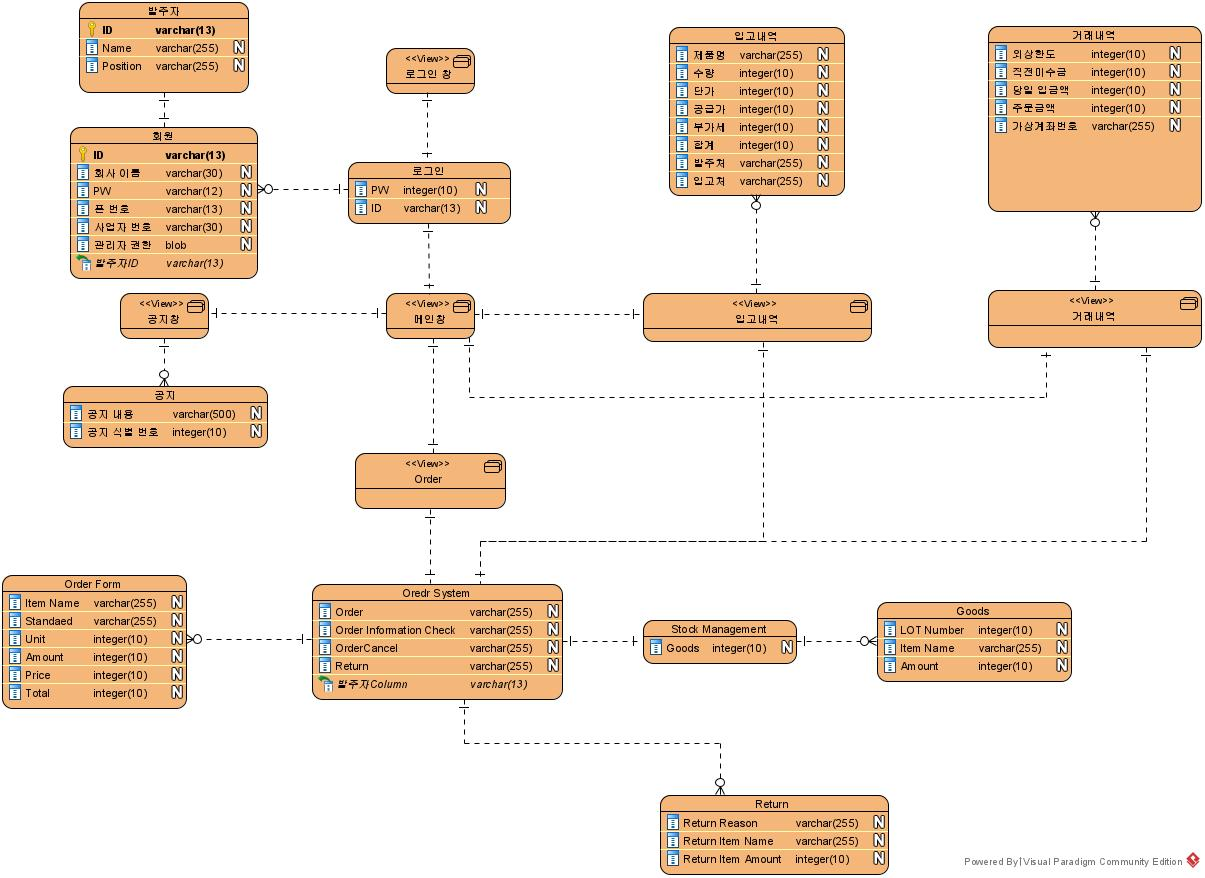 발주자
ID varchar(13)
Name varchar(255) N
Position varchar(255) N
회원
ID varchar(13)
회사 이름 varchar(30) N
PW varchar(12) N
폰 번호 varchar(13) N
사업자 번호 varchar(30) N
관리자 권한 blob N
발주자ID varchar(13)
<<View>>
로그인 창
로그인
PW integer(10) N
ID varchar(13) N
입고내역
제품명 varchar(255) N
수량 integer(10) N
단가 integer(10) N
공급가 integer(10) N
부가세 integer(10) N
합계 integer(10) N
발주처 varchar(255) N
입고처 varchar(255) N
거래내역
외상한도 integer(10) N
직전미수금 integer(10) N
당일 입금액 integer(10) N
주문금액 integer(10) N
가상계좌번호 varchar(255) N
<<View>>
공지창
<<View>>
메인창
<<View>>
입고내역
<<View>>
거래내역
공지
공지 내용 varchar(500) N
공지 식별 번호 integer(10) N
<<View>>
Order
Order Form
Item Name varchar(255) N
Standaed varchar(255) N
Unit integer(10) N
Amount integer(10) N
Price integer(10) N
Total integer(10) N
Oredr System
Order varchar(255) N
Order Information Check varchar(255) N
OrderCancel varchar(255) N
Return varchar(255) N
발주자Column varchar(13)
Stock Management
Goods integer(10) N
Goods
LOT Number integer(10) N
Item Name varchar(255) N
Amount integer(10) N
Return
Return Reason varchar(255) N
Return Item Name varchar(255) N
Return Item Amount integer(10) N
Powered By Visual Paradigm Community Edition